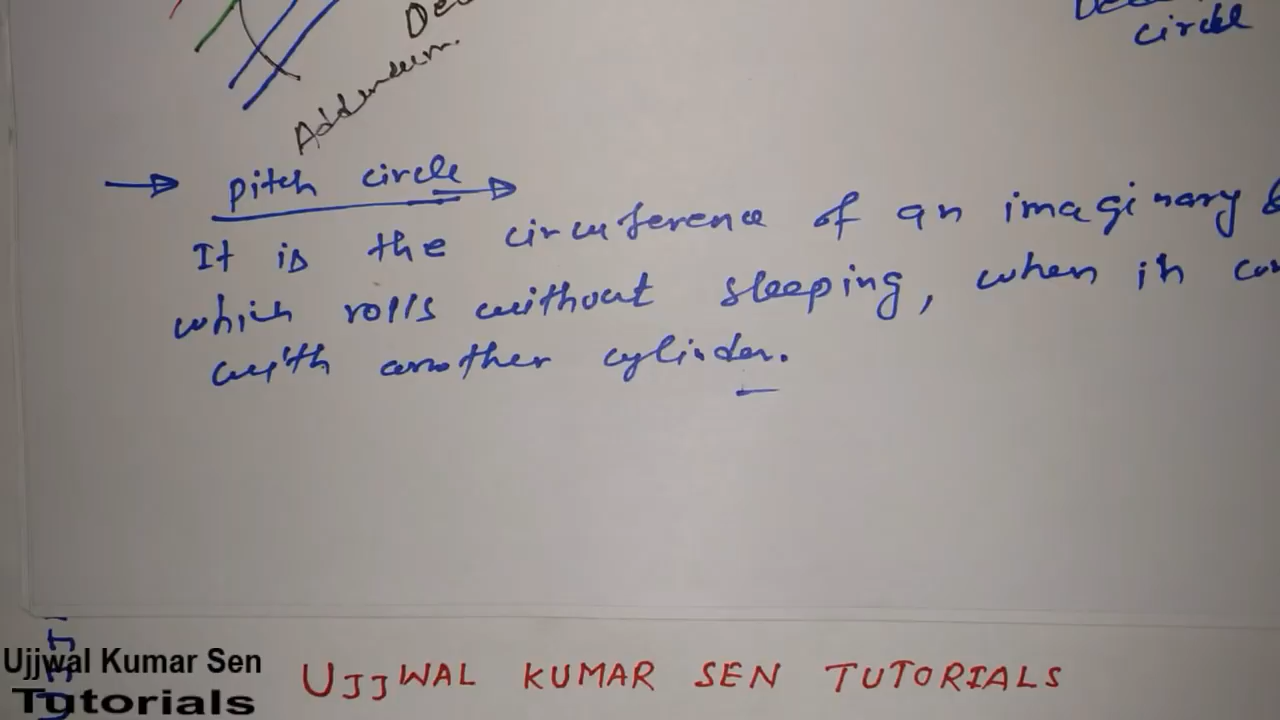 Addendum.
circle
→ pitch circle →
It is the circuference of an imaginary
which rolls without sleeping, when in
with another cylinder.
Ujjwal Kumar Sen
Tutorials
UJJWAL KUMAR SEN TUTORIALS